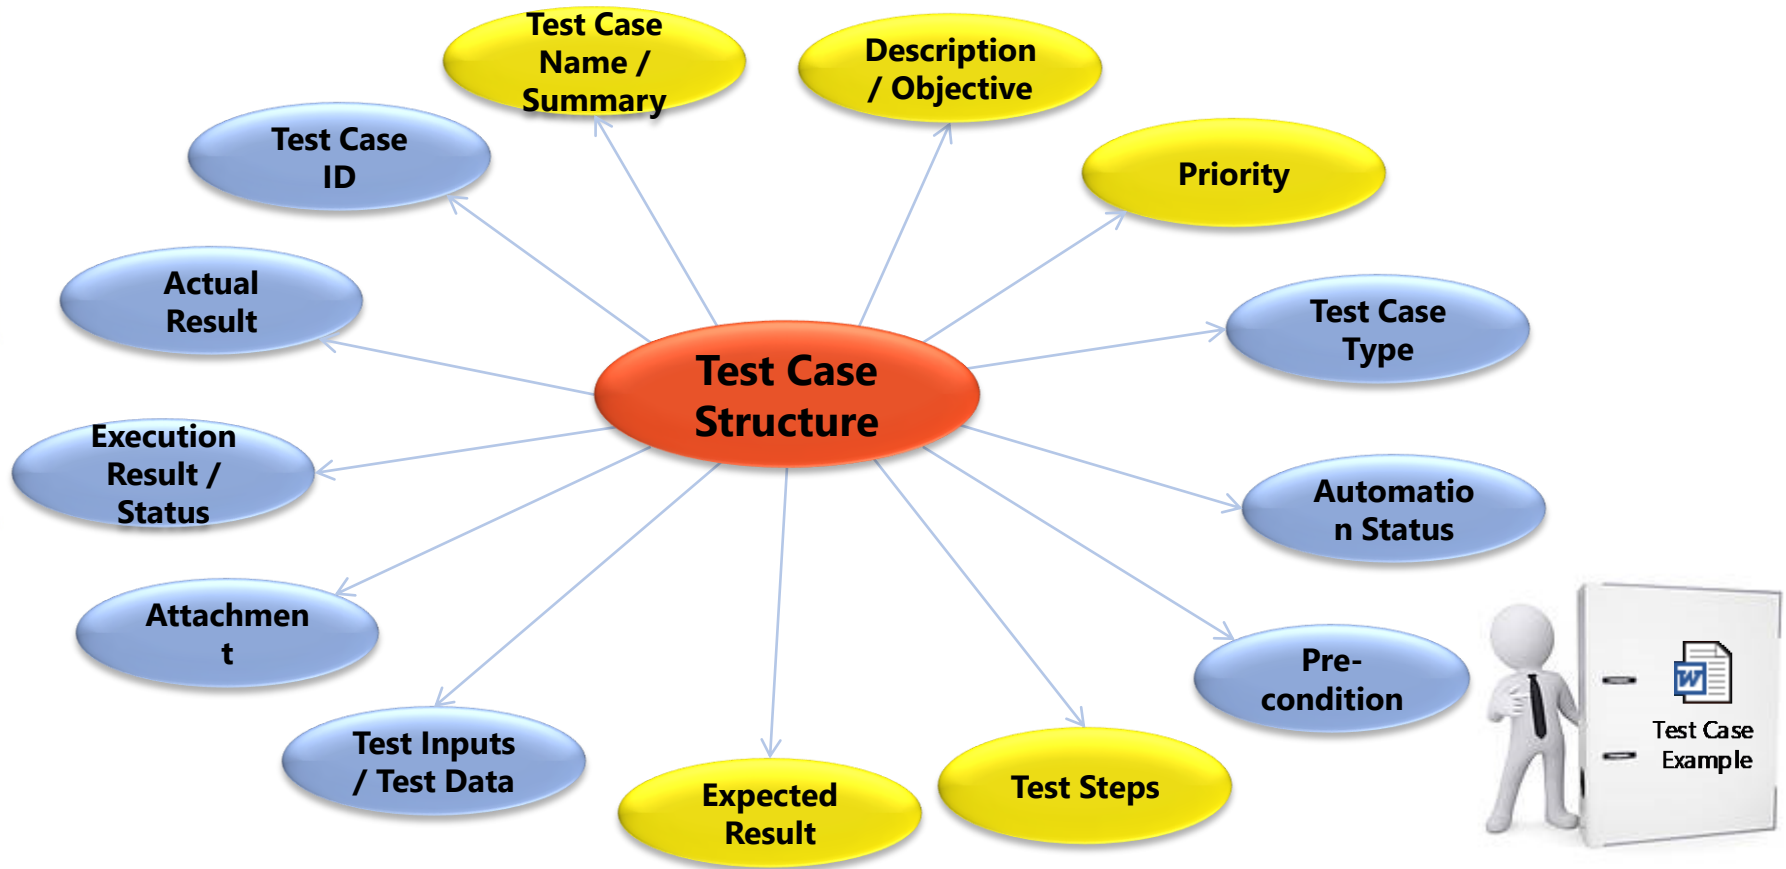 Test Case
Name /
Summary
Description
/ Objective
Test Case
ID
Priority
Actual
Result
Test Case
Type
Test Case
Structure
Execution
Result /
Status
Automatio
n Status
Attachmen
t
Pre-
condition
W
Test Case
Example
Test Inputs
/ Test Data
Expected
Result
Test Steps